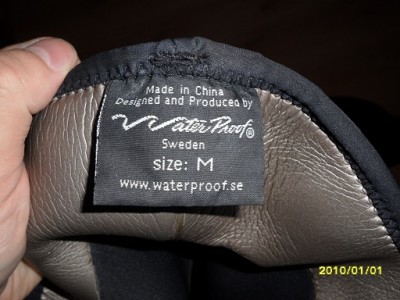 Made in China
Designed and Produced by
WaterProof®
Sweden
size: M
www.waterproof.se
2010/01/01